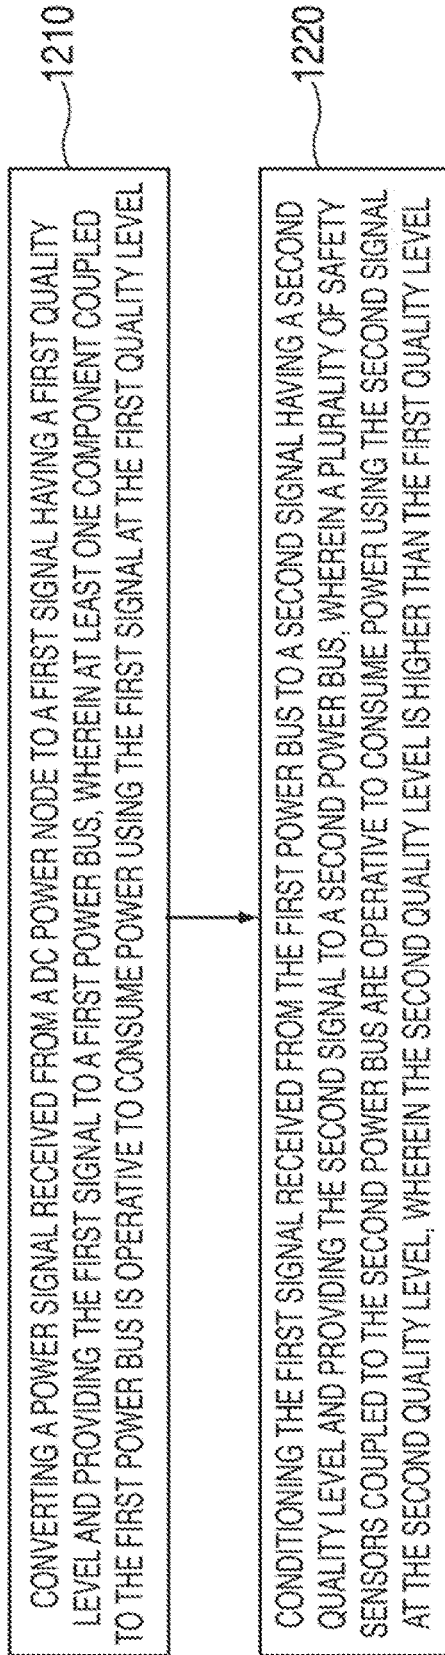 CONVERTING A POWER SIGNAL RECEIVED FROM A DC POWER NODE TO A FIRST SIGNAL HAVING A FIRST QUALITY
LEVEL AND PROVIDING THE FIRST SIGNAL TO A FIRST POWER BUS, WHEREIN AT LEAST ONE COMPONENT COUPLED
TO THE FIRST POWER BUS IS OPERATIVE TO CONSUME POWER USING THE FIRST SIGNAL AT THE FIRST QUALITY LEVEL
1210
CONDITIONING THE FIRST SIGNAL RECEIVED FROM THE FIRST POWER BUS TO A SECOND SIGNAL HAVING A SECOND
QUALITY LEVEL AND PROVIDING THE SECOND SIGNAL TO A SECOND POWER BUS, WHEREIN A PLURALITY OF SAFETY
SENSORS COUPLED TO THE SECOND POWER BUS ARE OPERATIVE TO CONSUME POWER USING THE SECOND SIGNAL
AT THE SECOND QUALITY LEVEL, WHEREIN THE SECOND QUALITY LEVEL IS HIGHER THAN THE FIRST QUALITY LEVEL
1220